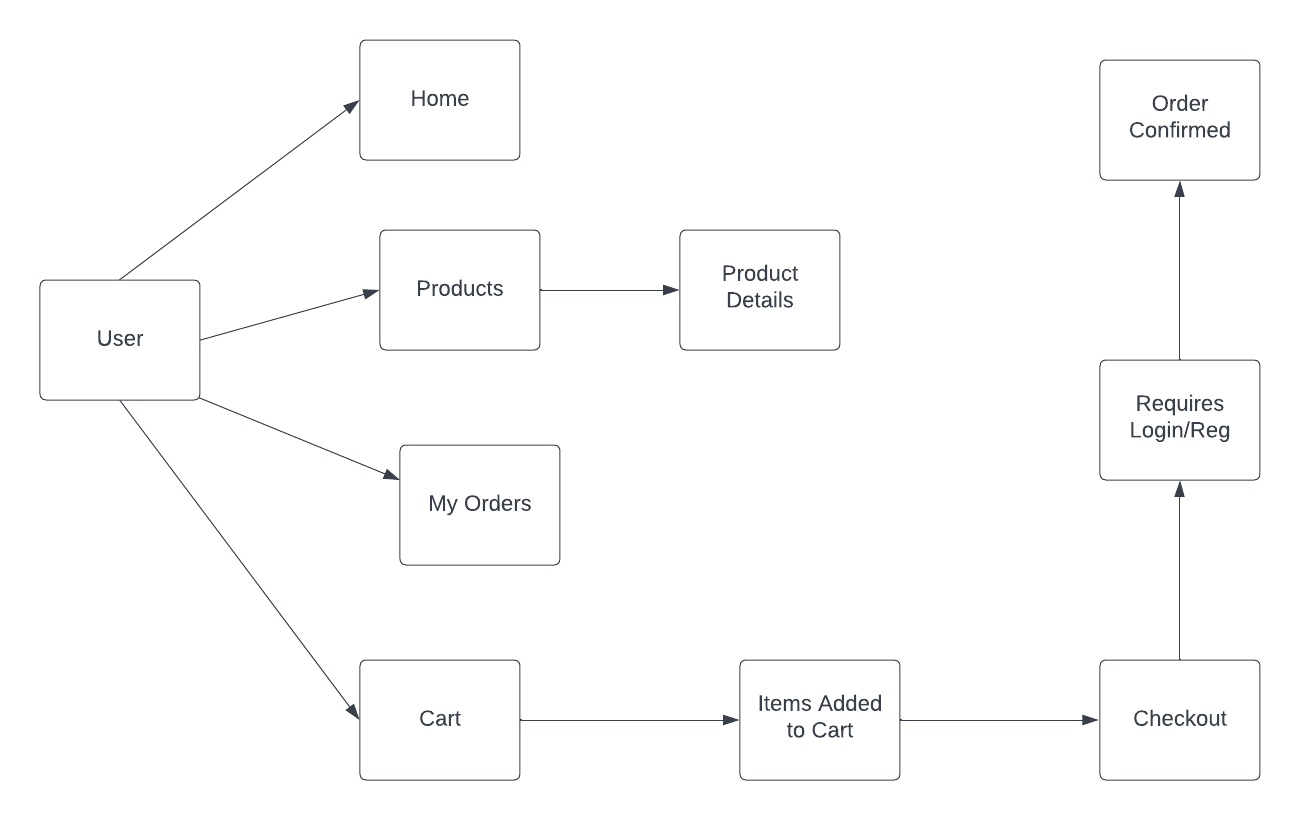 Home
Order
Confirmed
Products
Product
Details
User
Requires
Login/Reg
My Orders
Cart
Items Added
to Cart
Checkout